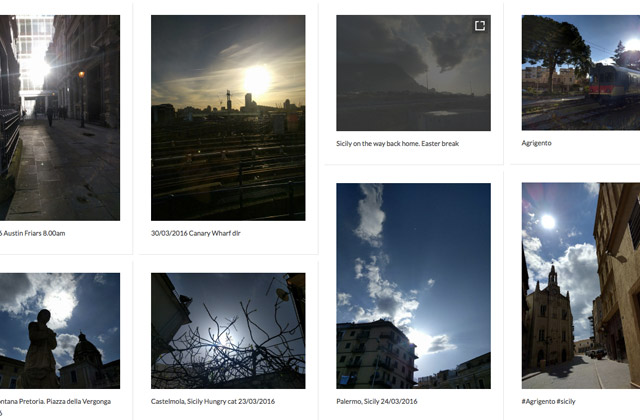 6 Austin Friars 8.00am
30/03/2016 Canary Wharf dlr
Sicily on the way back home. Easter break
Agrigento
ontana Pretoria. Piazza della Vergonga
6
Castelmola, Sicily Hungry cat 23/03/2016
Palermo, Sicily 24/03/2016
#Agrigento #sicily